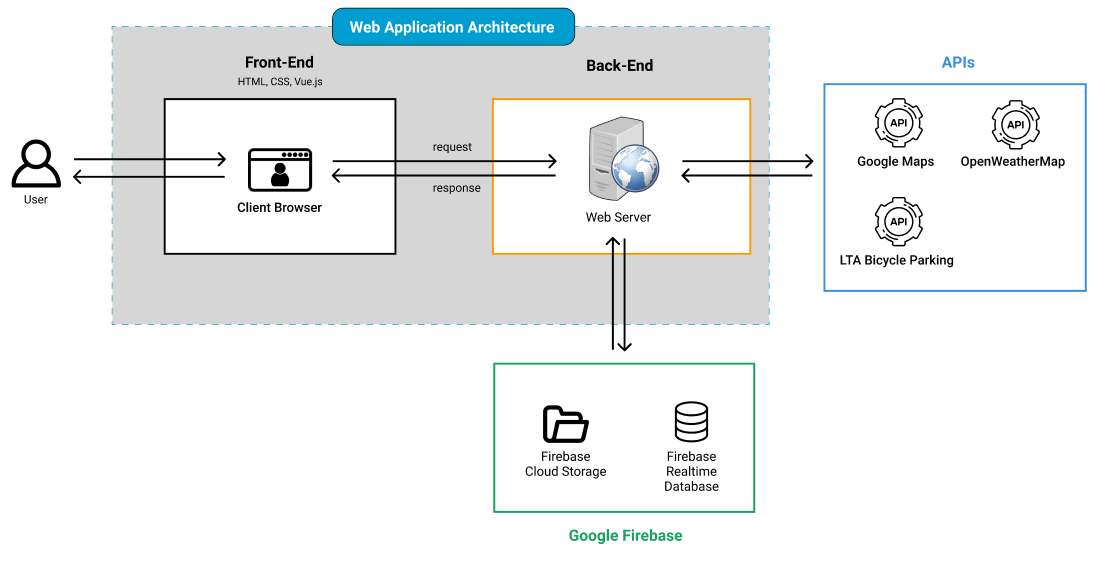 Web Application Architecture
Front-End
HTML, CSS, Vue.js
Back-End
APIs
API
Google Maps
API
OpenWeatherMap
API
LTA Bicycle Parking
User
Client Browser
request
response
Web Server
Firebase
Cloud Storage
Firebase
Realtime
Database
Google Firebase